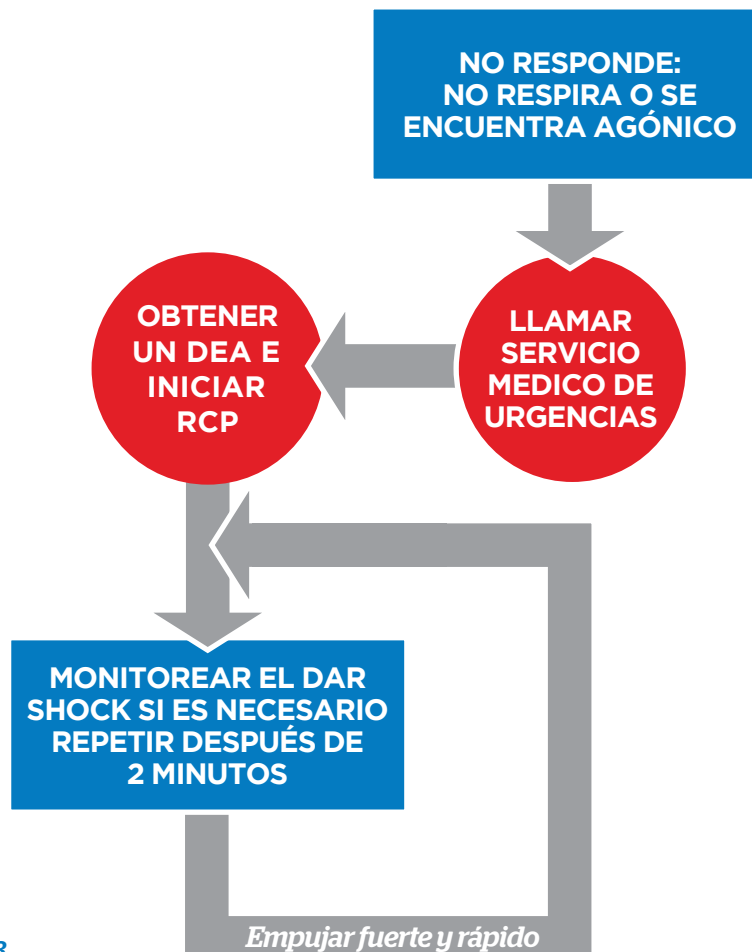 NO RESPONDE:
NO RESPIRA O SE
ENCUENTRA AGÓNICO
LLAMAR
SERVICIO
MEDICO DE
URGENCIAS
OBTENER
UN DEA E
INICIAR
RCP
MONITOREAR EL DAR
SHOCK SI ES NECESARIO
REPETIR DESPUÉS DE
2 MINUTOS
Empujar fuerte y rápido